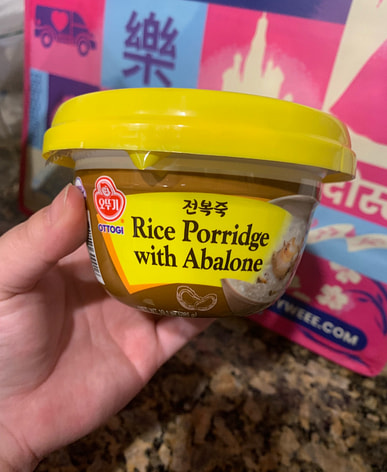 樂
오뚜기
OTTOGI
전복죽
Rice Porridge
with Abalone
WEEE.COM